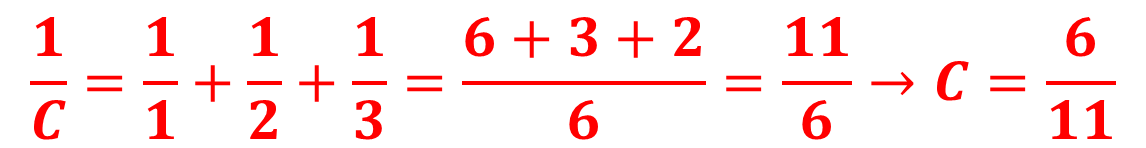 1/C = 1/1 + 1/2 + 1/3 = (6 + 3 + 2)/6 = 11/6 → C = 6/11